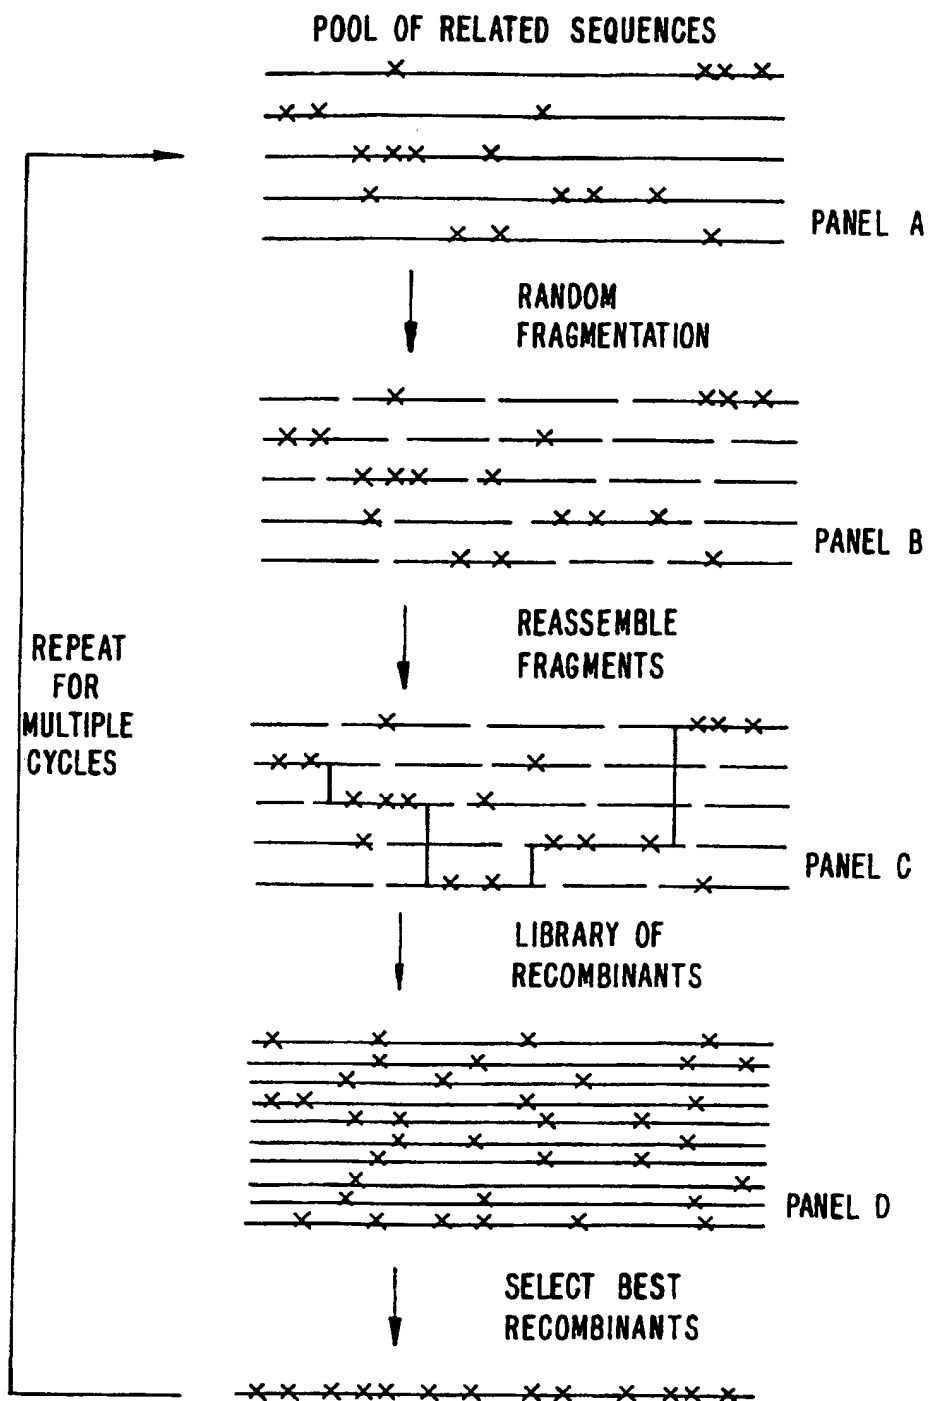 POOL OF RELATED SEQUENCES
PANEL A
RANDOM
FRAGMENTATION
PANEL B
REASSEMBLE
FRAGMENTS
REPEAT
FOR
MULTIPLE
CYCLES
PANEL C
LIBRARY OF
RECOMBINANTS
PANEL D
SELECT BEST
RECOMBINANTS